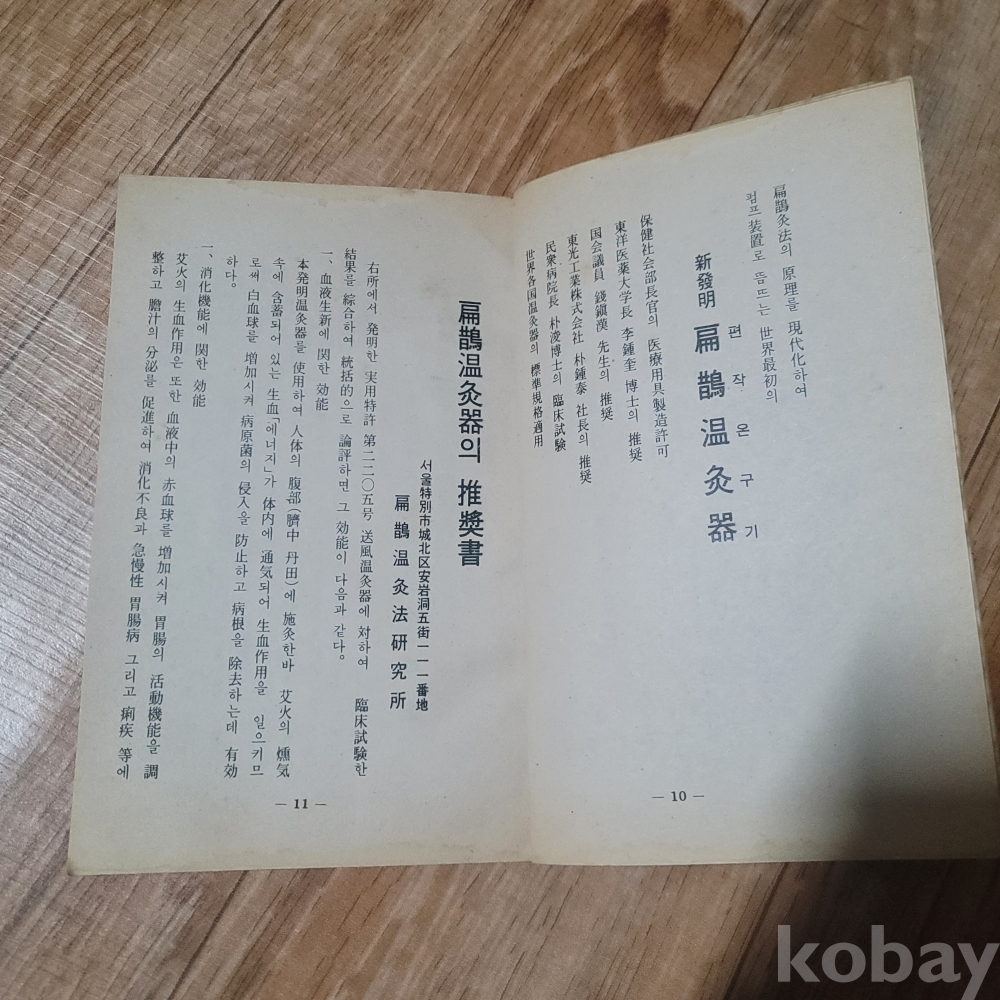 扁鵲灸法의 原理를 現代化하여
펌프裝置로 뜸뜨는 世界最初의
新發明 扁鵲温灸器
편작온구기
保健社会部長官의 医療用具製造許可
東洋医薬大学長 李鍾奎 博士의 推奬
国会議員 錢鎭漢 先生의 推奬
東光工業株式会社 朴鍾泰 社長의 推奬
民衆病院長 朴浚博士의 臨床試驗
世界各国温灸器의 標準規格適用
— 10 —
扁鵲温灸器의 推奬書
서울特別市城北区安岩洞五街一一一番地
扁鵲温灸法研究所
右所에서 発明한 実用特許 第二二〇五号 送風温灸器에 対하여 臨床試驗한
結果를 綜合하여 統括的으로 論評하면 그 効能이 다음과 같다。
一、血液生新에 関한 効能
本発明温灸器를 使用하여 人体의 腹部(臍中 丹田)에 施灸한바 艾火의 燻気
속에 含蓄되어 있는 生血「에너지」가 体内에 通気되어 生血作用을 일으키므
로써 白血球를 增加시켜 病原菌의 侵入을 防止하고 病根을 除去하는데 有効
하다。
一、消化機能에 関한 効能
艾火의 生血作用은 또한 血液中의 赤血球를 增加시켜 胃腸의 活動機能을 調
整하고 膽汁의 分泌를 促進하여 消化不良과 急慢性 胃腸病 그리고 痢疾 等에
— 11 —
kobay